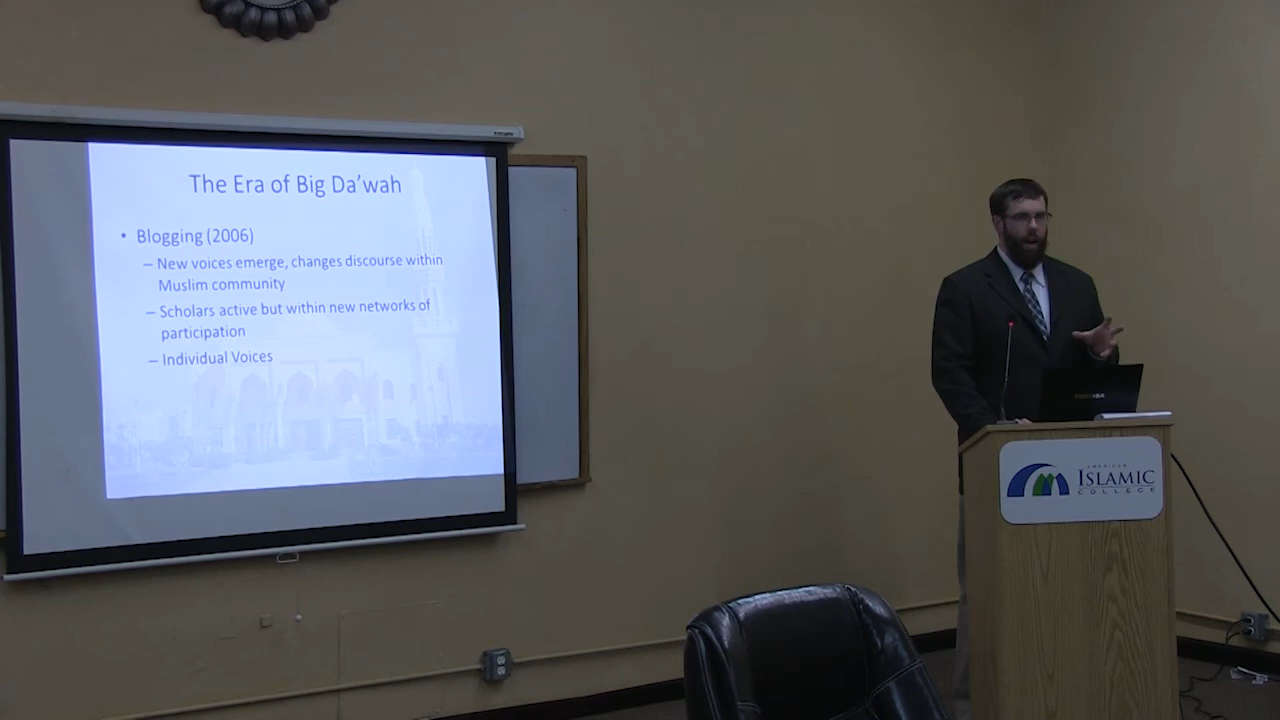 The Era of Big Da'wah
• Blogging (2006)
– New voices emerge, changes discourse within
Muslim community
– Scholars active but within new networks of
participation
– Individual Voices
TOSHIBA
AMERICAN
ISLAMIC
COLLEGE